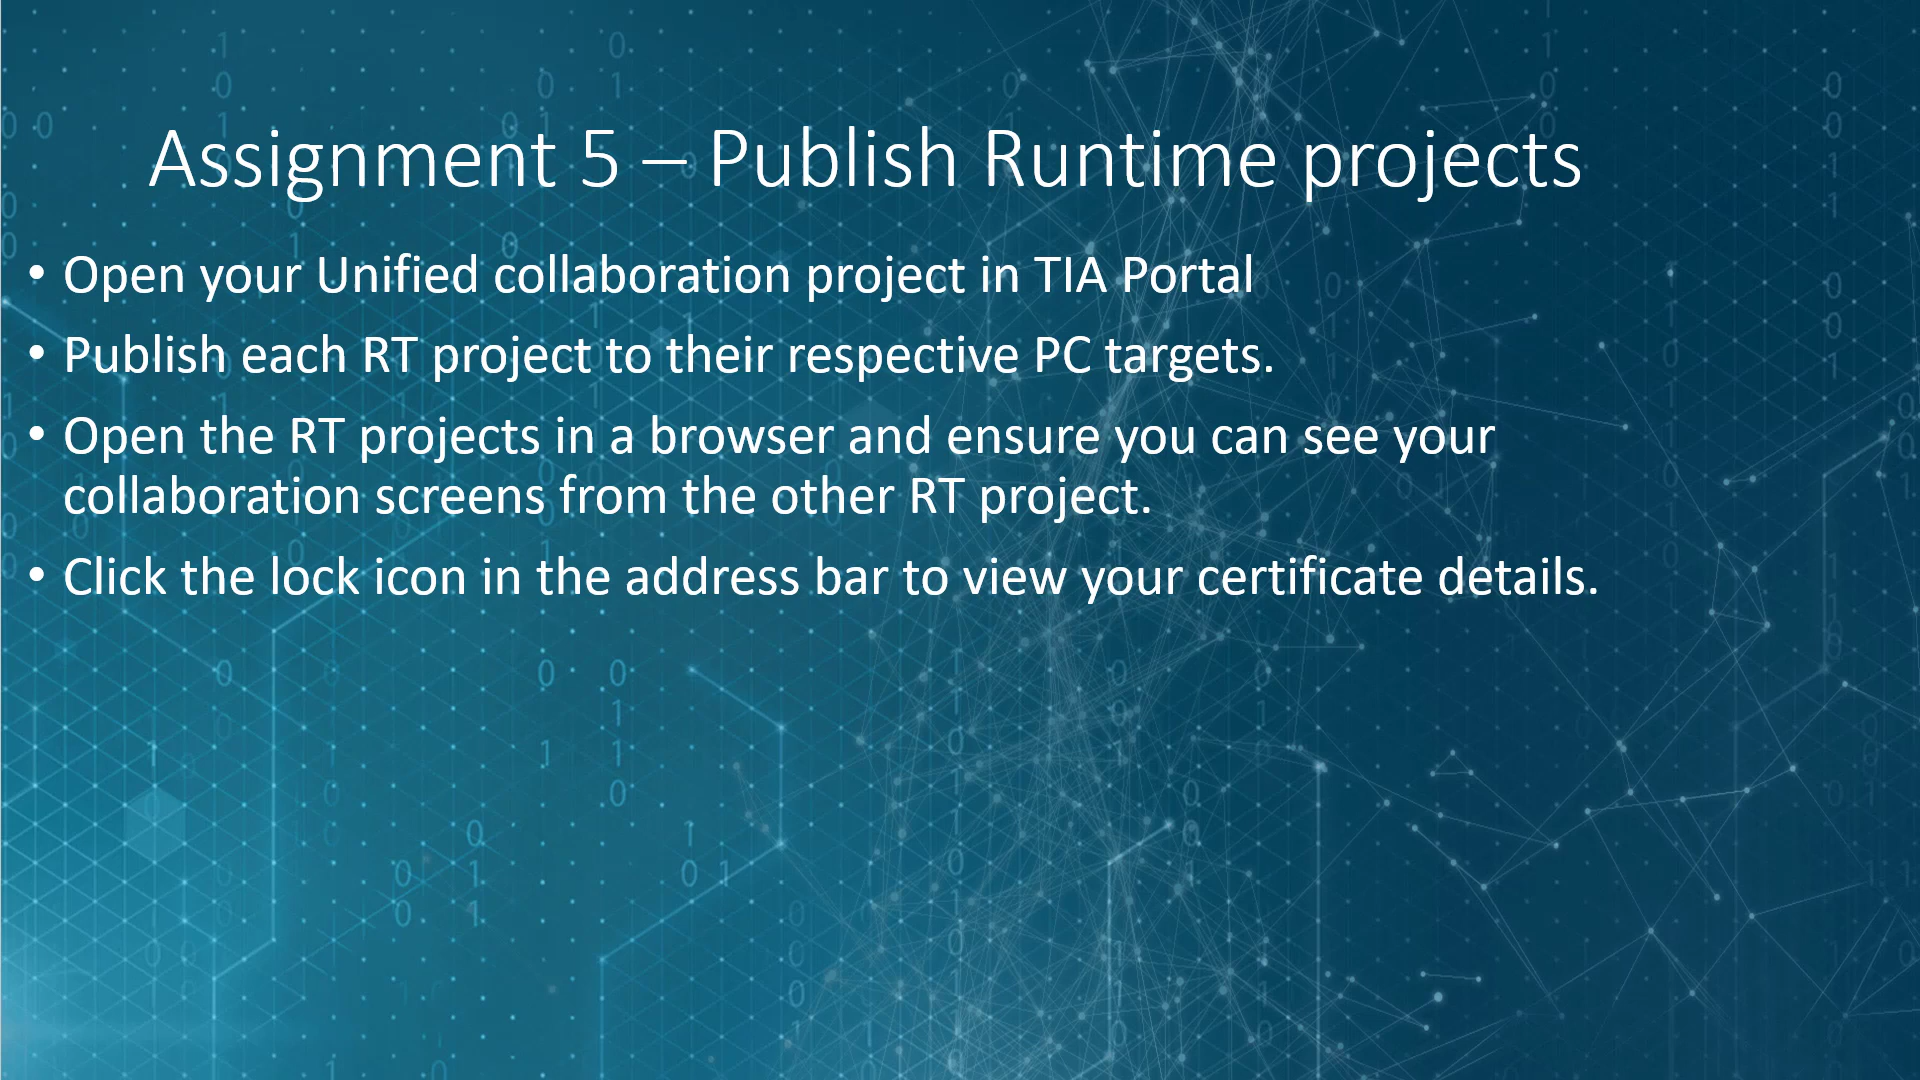 Assignment 5 – Publish Runtime projects
• Open your Unified collaboration project in TIA Portal
• Publish each RT project to their respective PC targets.
• Open the RT projects in a browser and ensure you can see your
collaboration screens from the other RT project.
• Click the lock icon in the address bar to view your certificate details.